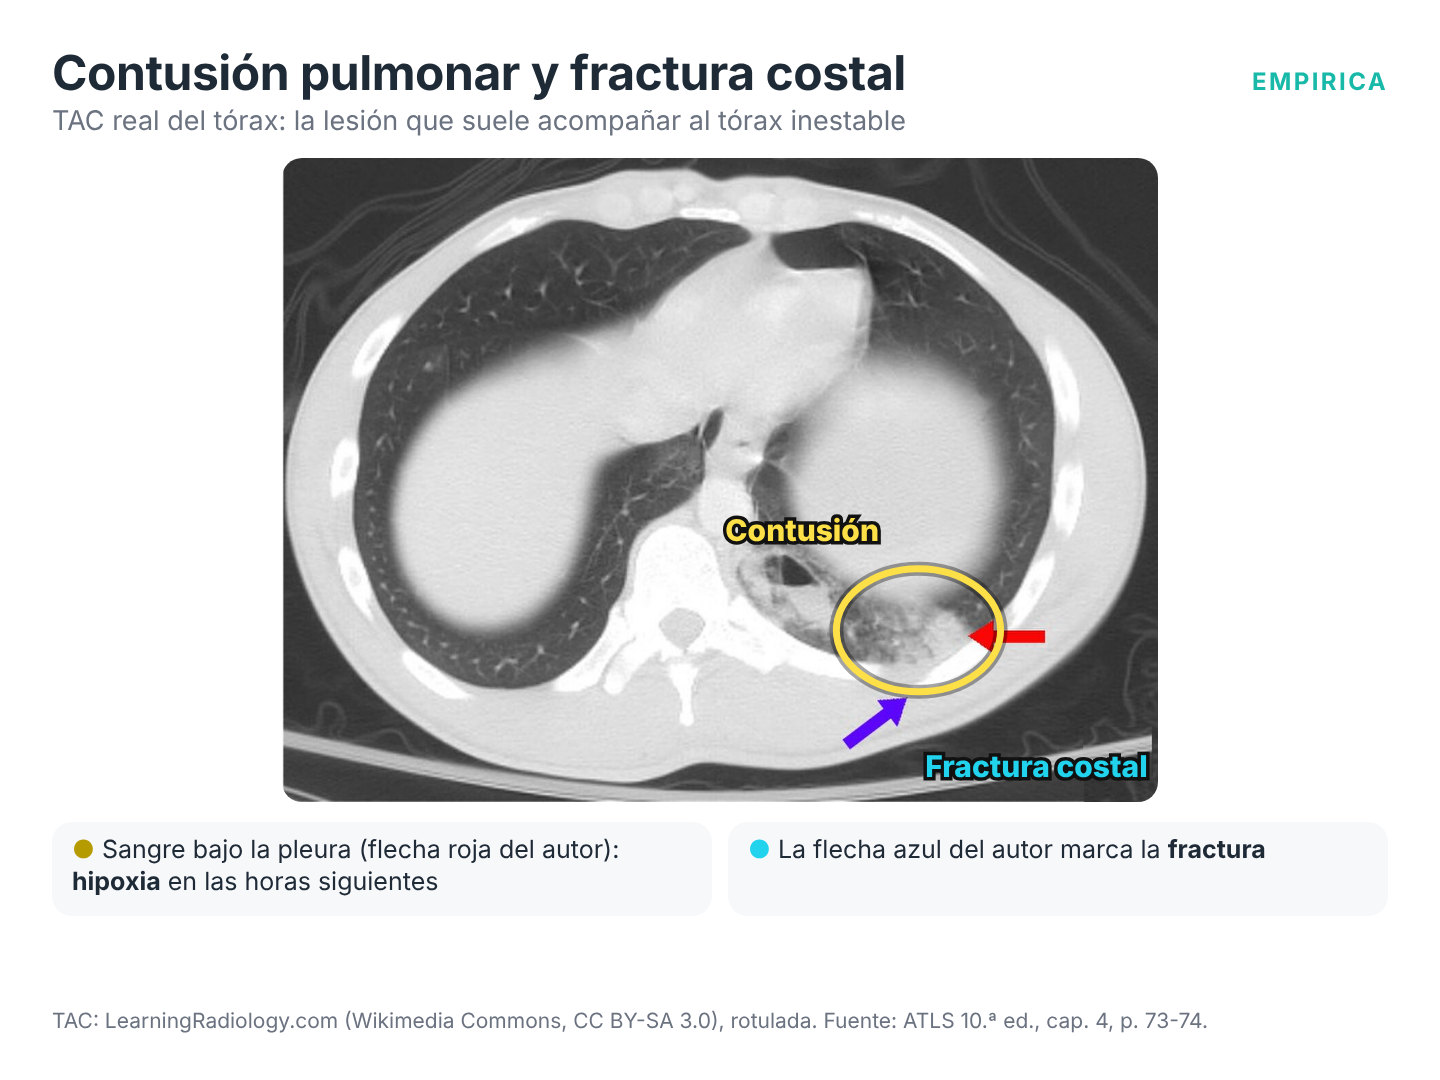 Contusión pulmonar y fractura costal
EMPIRICA
TAC real del tórax: la lesión que suele acompañar al tórax inestable
Contusión
Fractura costal
Sangre bajo la pleura (flecha roja del autor):
hipoxia en las horas siguientes
La flecha azul del autor marca la fractura
TAC: LearningRadiology.com (Wikimedia Commons, CC BY-SA 3.0), rotulada. Fuente: ATLS 10.ª ed., cap. 4, p. 73-74.